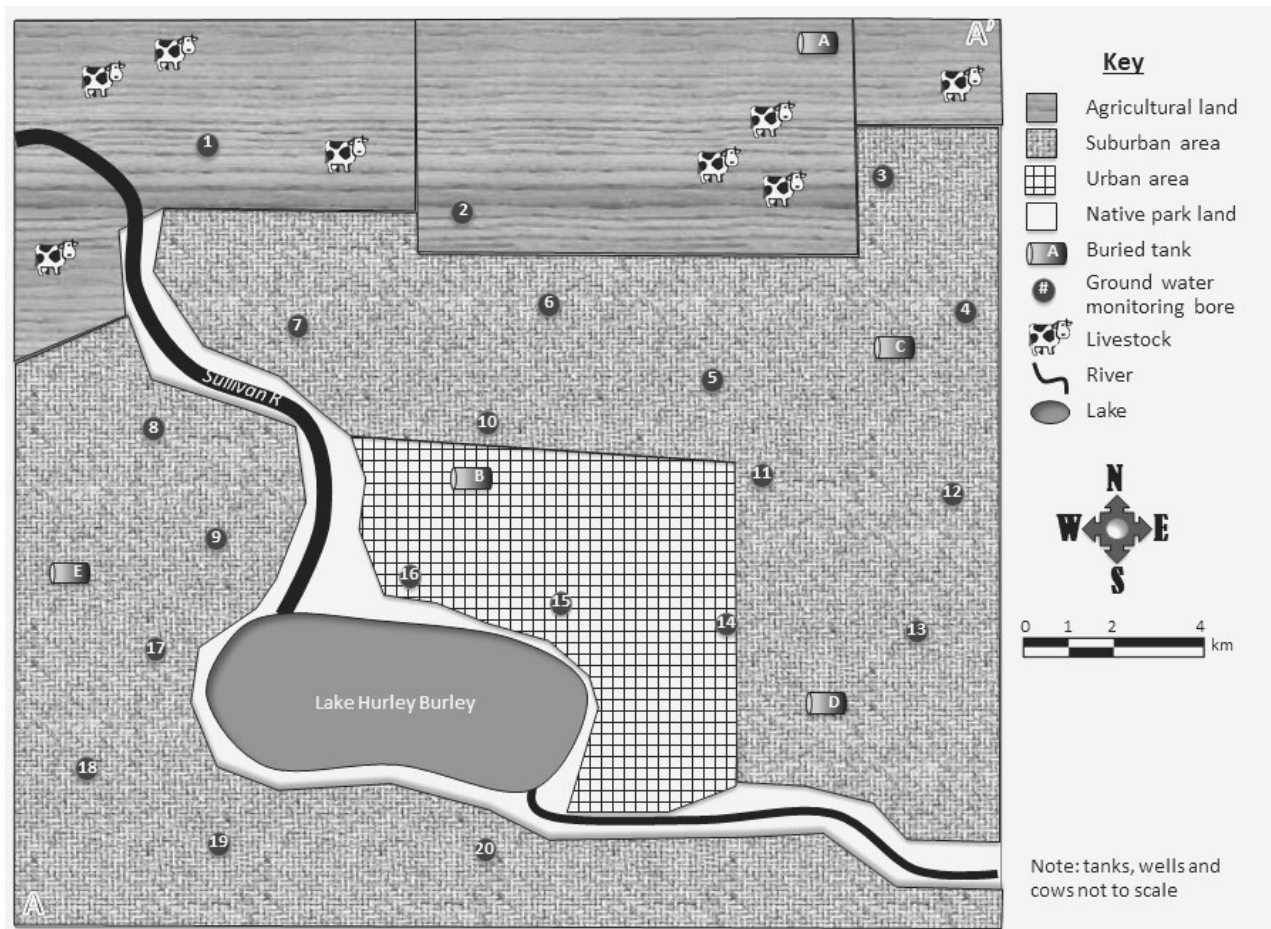 A'
A
1
3
2
6
4
7
C
5
Sullivan R
10
8
B
11
12
9
E
16
15
14
13
17
D
Lake Hurley Burley
18
19
20
A
Key
Agricultural land
Suburban area
Urban area
Native park land
A
Buried tank
#
Ground water
monitoring bore
Livestock
River
Lake
N
W E
S
0 1 2 4
km
Note: tanks, wells and
cows not to scale